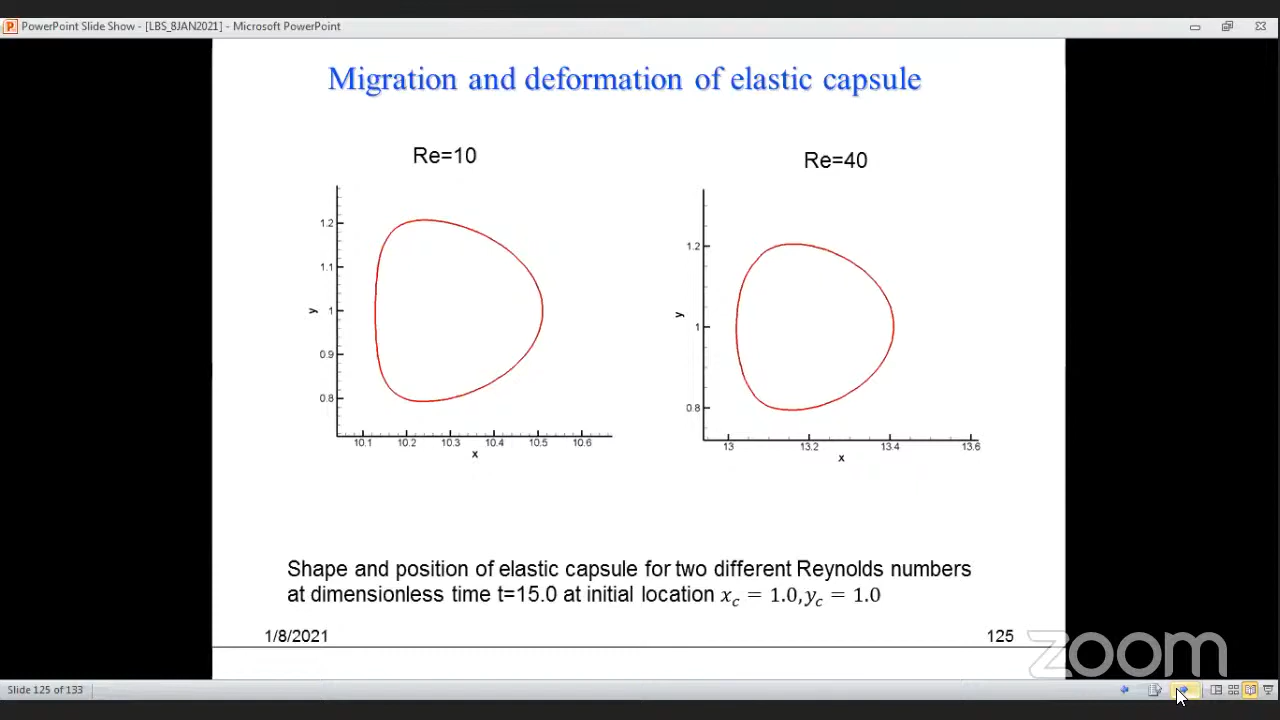 PowerPoint Slide Show - [LBS_8JAN2021] - Microsoft PowerPoint
Migration and deformation of elastic capsule
Re=10
Re=40
1.2
1.1
1
0.9
0.8
y
10.1 10.2 10.3 10.4 10.5 10.6
x
1.2
1
0.8
y
13 13.2 13.4 13.6
x
Shape and position of elastic capsule for two different Reynolds numbers
at dimensionless time t=15.0 at initial location x_c = 1.0, y_c = 1.0
1/8/2021
125
zoom
Slide 125 of 133